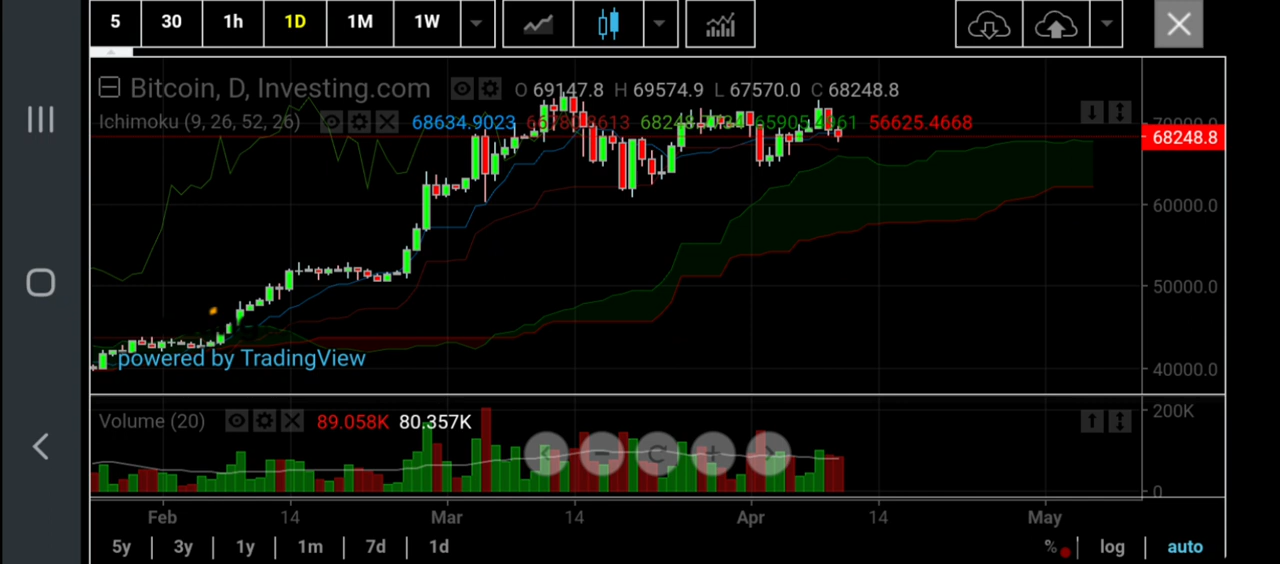 5 30 1h 1D 1M 1W
Bitcoin, D, Investing.com O 69147.8 H 69574.9 L 67570.0 C 68248.8
Ichimoku (9, 26, 52, 26) 68634.9023 56625.4668
70000.0
68248.8
60000.0
50000.0
40000.0
powered by TradingView
Volume (20) 89.058K 80.357K
200K
0
Feb 14 Mar 14 Apr 14 May
5y 3y 1y 1m 7d 1d % log auto